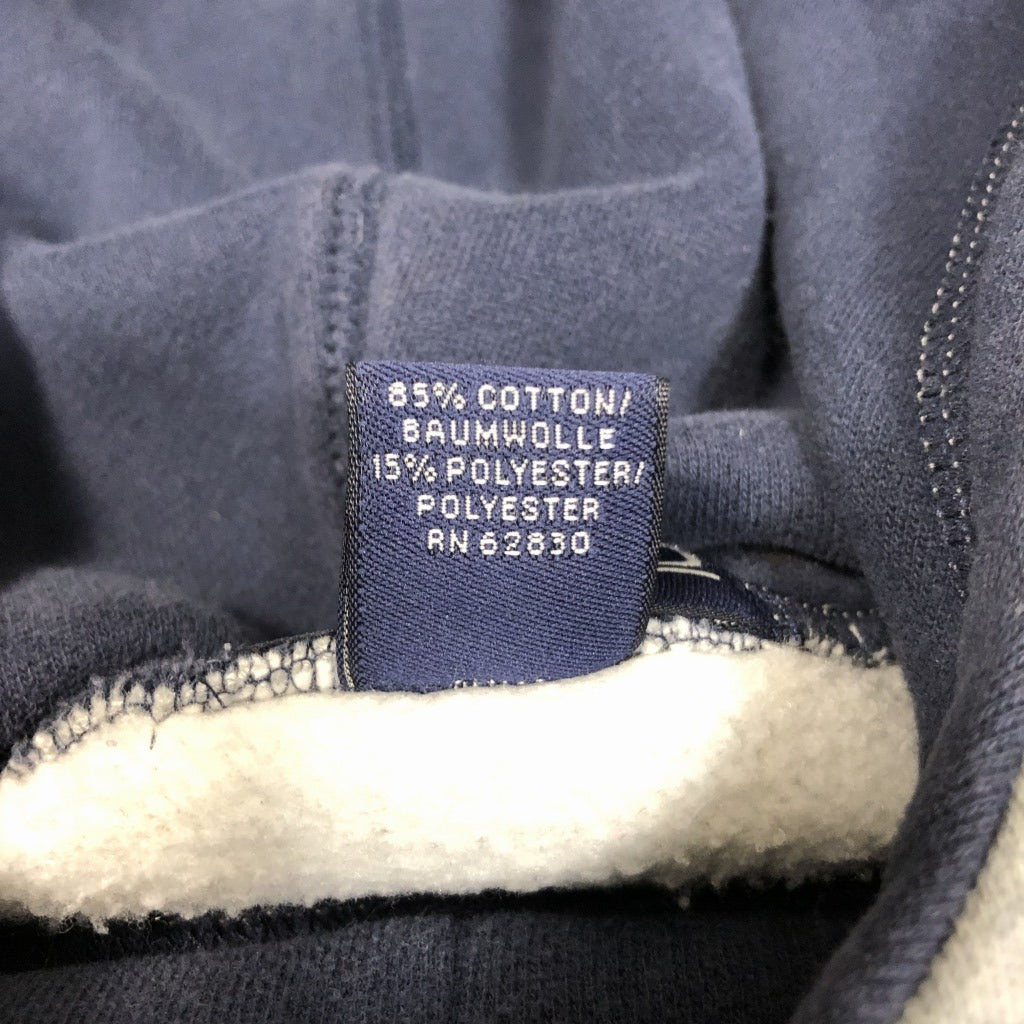 85% COTTON/
BAUMWOLLE
15% POLYESTER/
POLYESTER
RN 62830